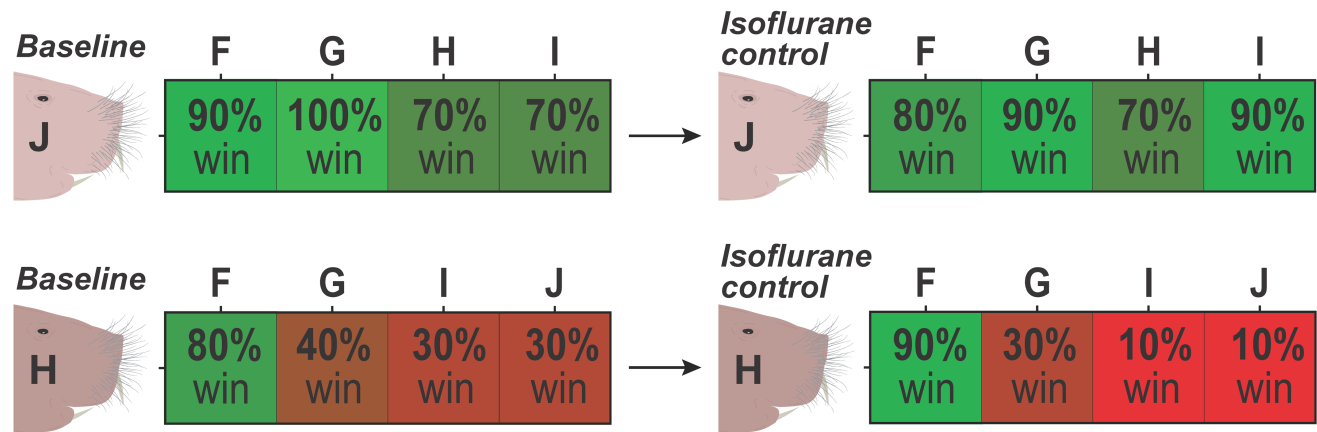 Baseline F G H I
J 90% 100% 70% 70%
win win win win
Isoflurane
control F G H I
J 80% 90% 70% 90%
win win win win
Baseline F G I J
H 80% 40% 30% 30%
win win win win
Isoflurane
control F G I J
H 90% 30% 10% 10%
win win win win